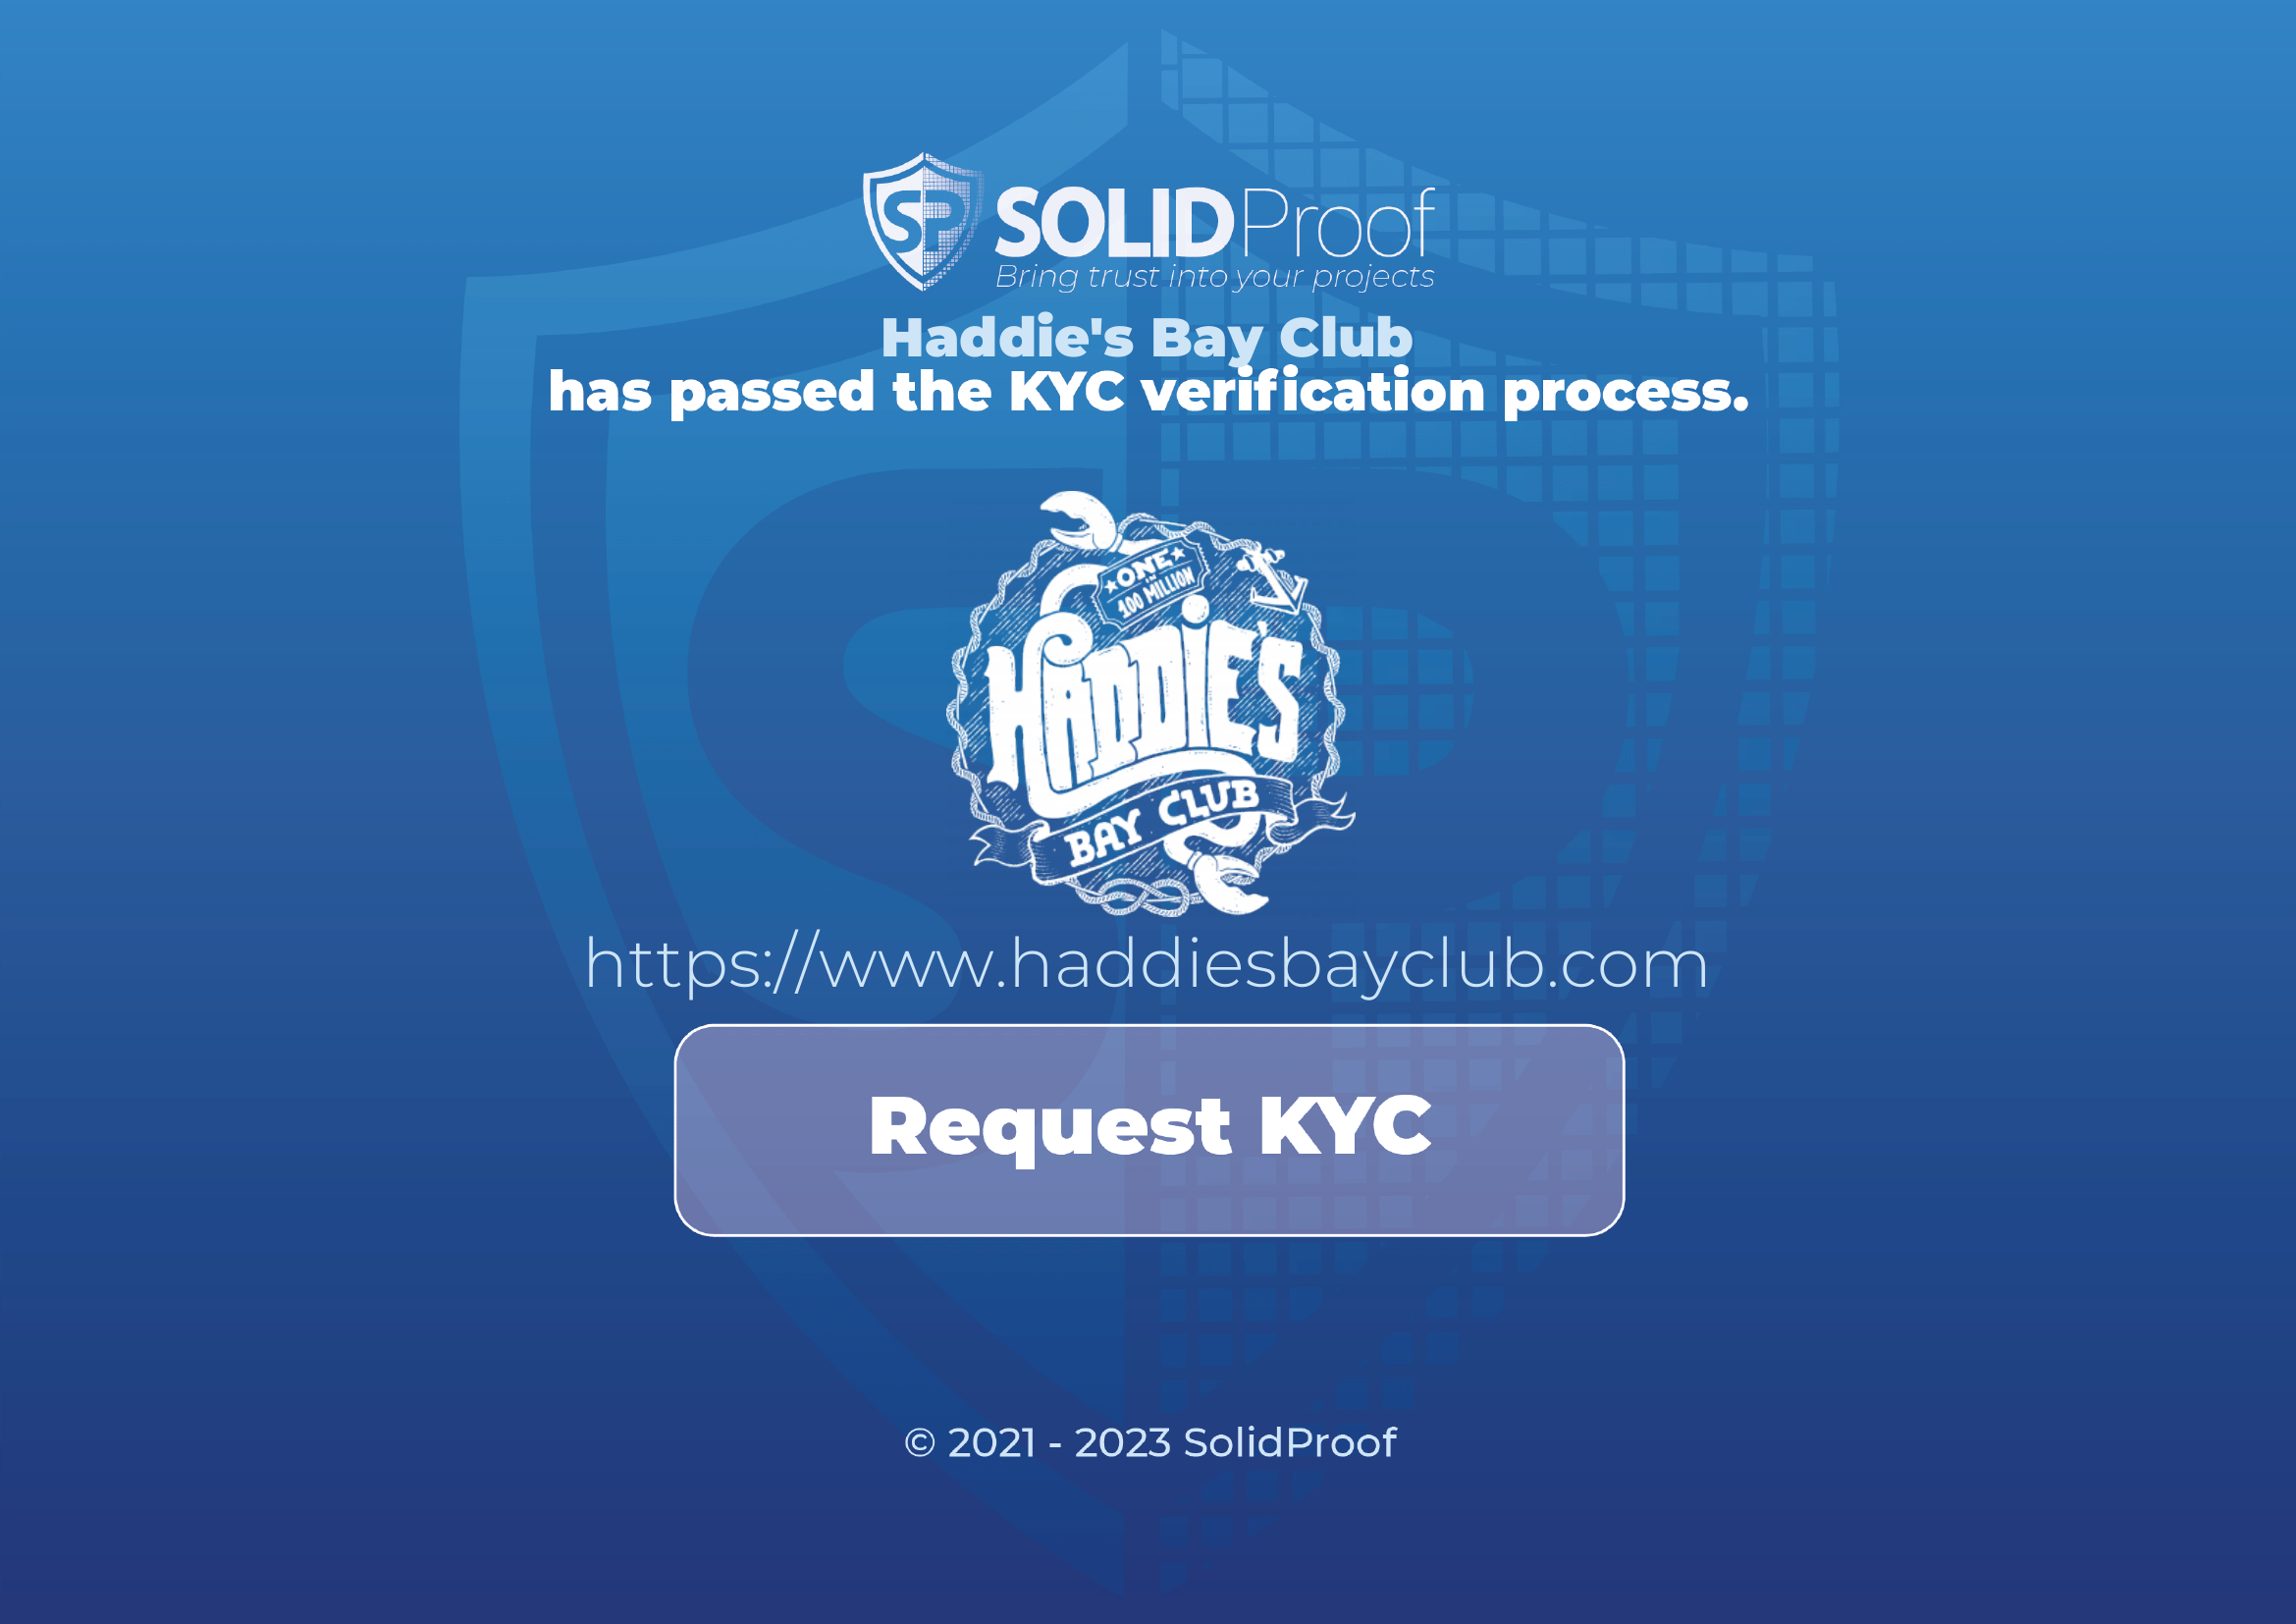 SP SOLIDProof
Bring trust into your projects
Haddie's Bay Club
has passed the KYC verification process.
ONE
IN
100 MILLION
HADDIE'S
BAY CLUB
https://www.haddiesbayclub.com
Request KYC
© 2021 - 2023 SolidProof